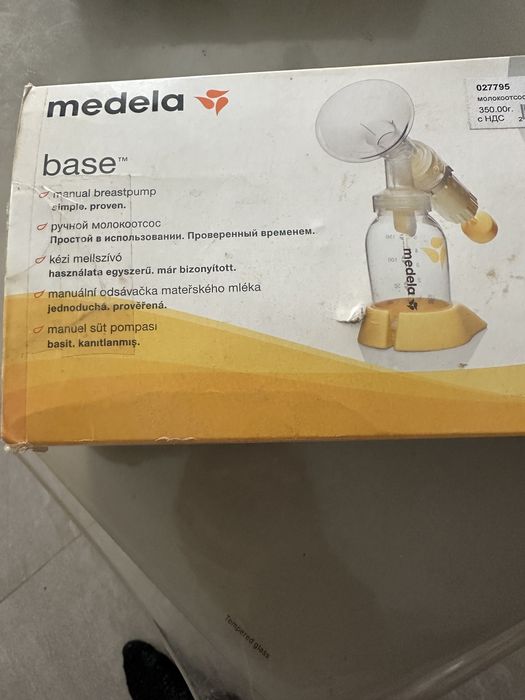 medela
027795
молокоотсос
350.00г.
с НДС
base™
manual breastpump
simple. proven.
ручной молокоотсос
Простой в использовании. Проверенный временем.
kézi mellszívó
használata egyszerű. már bizonyított.
manuální odsávačka mateřského mléka
jednoduchá. prověřená.
manuel süt pompası
basit. kanıtlanmış.
medela
Tempered glass